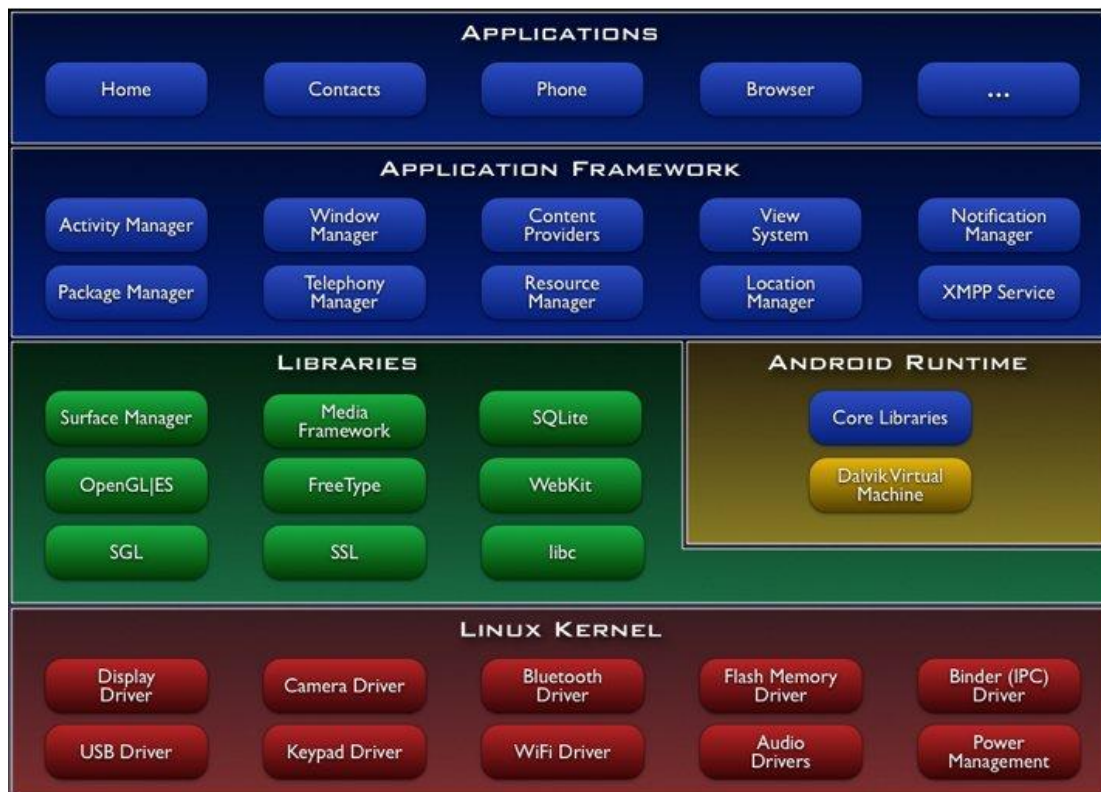 APPLICATIONS
Home
Contacts
Phone
Browser
...
APPLICATION FRAMEWORK
Activity Manager
Window
Manager
Content
Providers
View
System
Notification
Manager
Package Manager
Telephony
Manager
Resource
Manager
Location
Manager
XMPP Service
LIBRARIES
Surface Manager
Media
Framework
SQLite
OpenGL|ES
FreeType
WebKit
SGL
SSL
libc
ANDROID RUNTIME
Core Libraries
Dalvik Virtual
Machine
LINUX KERNEL
Display
Driver
Camera Driver
Bluetooth
Driver
Flash Memory
Driver
Binder (IPC)
Driver
USB Driver
Keypad Driver
WiFi Driver
Audio
Drivers
Power
Management